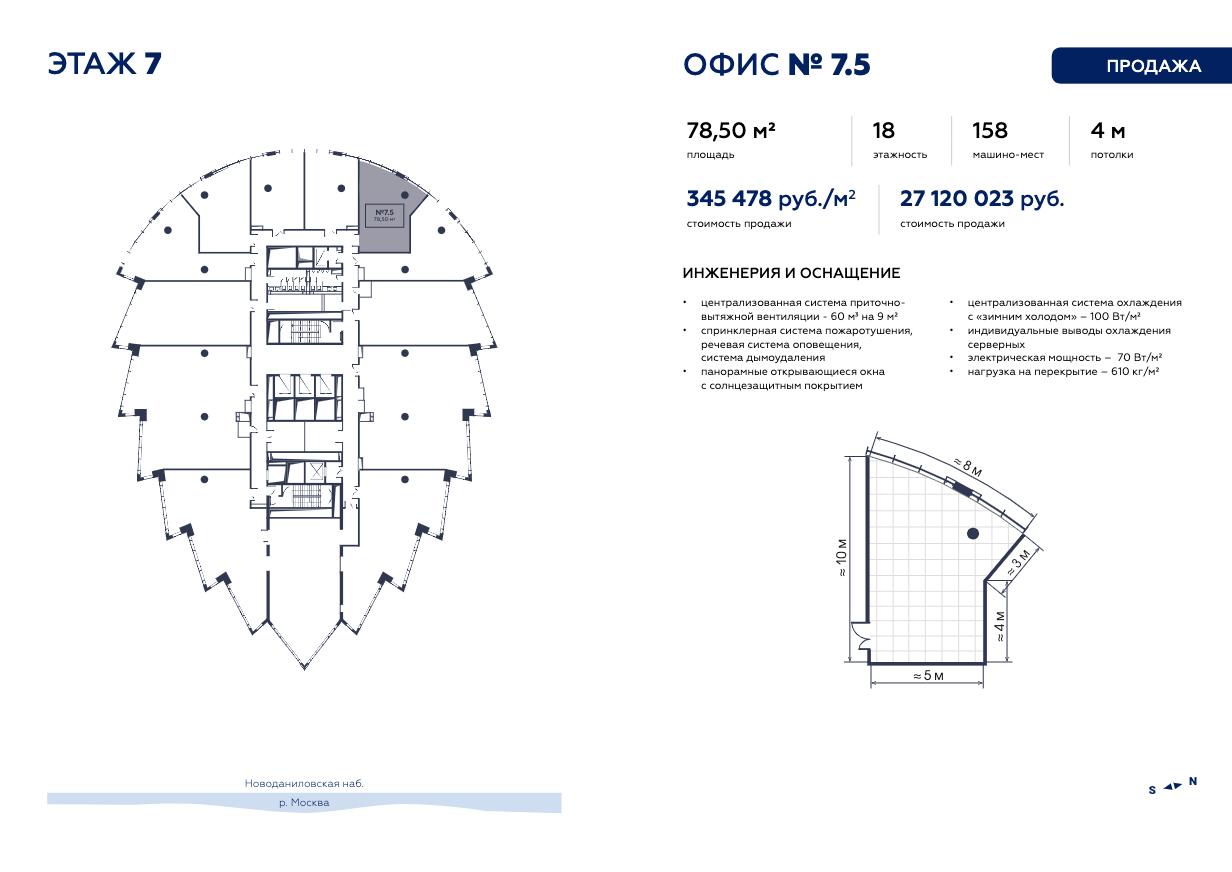 ЭТАЖ 7
№7.5
78,50 м²
Новоданиловская наб.
р. Москва
ОФИС № 7.5
ПРОДАЖА
78,50 м²
площадь
18
этажность
158
машино-мест
4 м
потолки
345 478 руб./м²
стоимость продажи
27 120 023 руб.
стоимость продажи
ИНЖЕНЕРИЯ И ОСНАЩЕНИЕ
• централизованная система приточно-
вытяжной вентиляции - 60 м³ на 9 м²
• спринклерная система пожаротушения,
речевая система оповещения,
система дымоудаления
• панорамные открывающиеся окна
с солнцезащитным покрытием
• централизованная система охлаждения
с «зимним холодом» – 100 Вт/м²
• индивидуальные выводы охлаждения
серверных
• электрическая мощность – 70 Вт/м²
• нагрузка на перекрытие – 610 кг/м²
≈ 8 м
≈ 10 м
≈ 3 м
≈ 4 м
≈ 5 м
S N